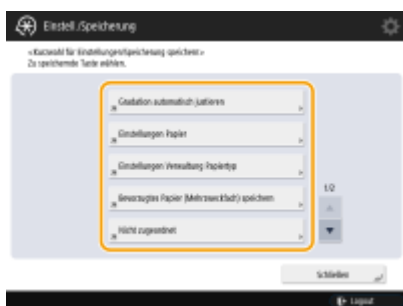 Einstell./Speicherung
<Kurzwahl für Einstellungen/Speicherung speichern>
Zu speichernde Taste wählen.
Gradation automatisch justieren
Einstellungen Papier
Einstellungen Verwaltung Papiertyp
Bevorzugtes Papier (Mehrzweckfach) speichern
Nicht zugeordnet
1/2
Schließen
Logout